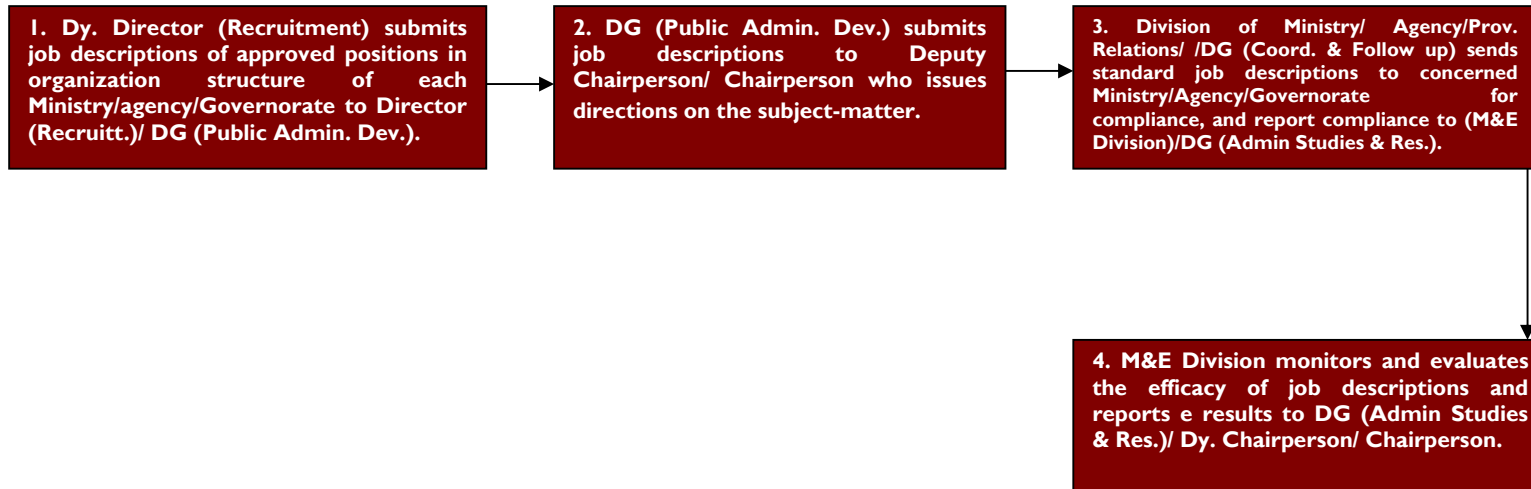 1. Dy. Director (Recruitment) submits
job descriptions of approved positions in
organization structure of each
Ministry/agency/Governorate to Director
(Recruitt.)/ DG (Public Admin. Dev.).
2. DG (Public Admin. Dev.) submits
job descriptions to Deputy
Chairperson/ Chairperson who issues
directions on the subject-matter.
3. Division of Ministry/ Agency/Prov.
Relations/ /DG (Coord. & Follow up) sends
standard job descriptions to concerned
Ministry/Agency/Governorate for
compliance, and report compliance to (M&E
Division)/DG (Admin Studies & Res.).
4. M&E Division monitors and evaluates
the efficacy of job descriptions and
reports e results to DG (Admin Studies
& Res.)/ Dy. Chairperson/ Chairperson.